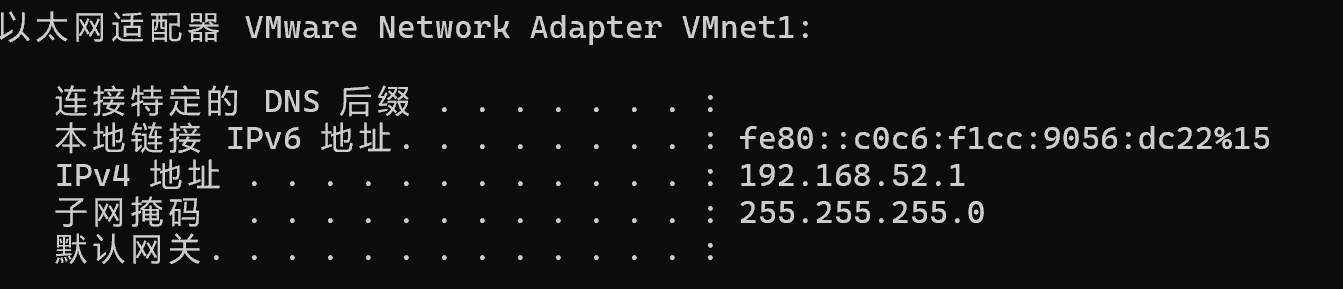 以太网适配器 VMware Network Adapter VMnet1:
连接特定的 DNS 后缀 . . . . . . . :
本地链接 IPv6 地址. . . . . . . . : fe80::c0c6:f1cc:9056:dc22%15
IPv4 地址 . . . . . . . . . . . . : 192.168.52.1
子网掩码  . . . . . . . . . . . . : 255.255.255.0
默认网关. . . . . . . . . . . . . :